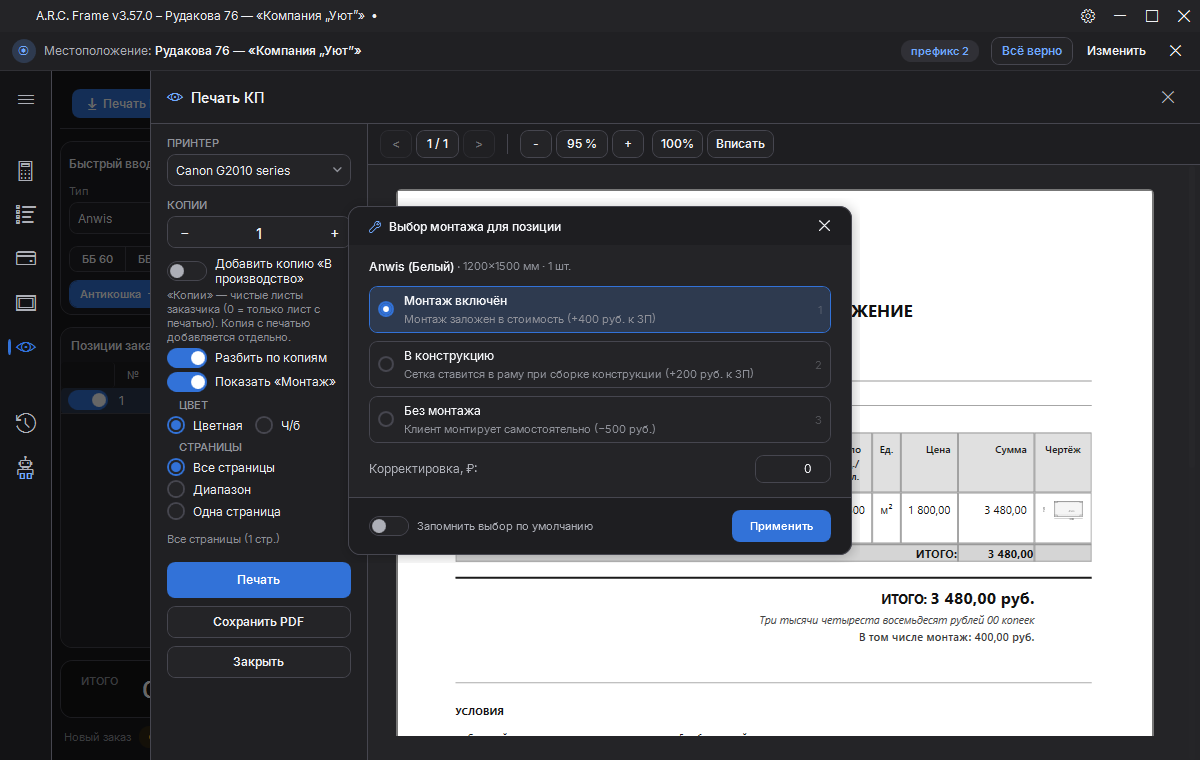 A.R.C. Frame v3.57.0 – Рудакова 76 — «Компания „Уют"» •
Местоположение: Рудакова 76 — «Компания „Уют"»
префикс 2
Всё верно
Изменить
Печать
Печать КП
Быстрый ввод
Тип
Anwis
ББ 60
Антикошка
Позиции зака
№
1
ИТОГО
Новый заказ
ПРИНТЕР
Canon G2010 series
КОПИИ
− 1 +
Добавить копию «В
производство»
«Копии» — чистые листы
заказчика (0 = только лист с
печатью). Копия с печатью
добавляется отдельно.
Разбить по копиям
Показать «Монтаж»
ЦВЕТ
Цветная Ч/б
СТРАНИЦЫ
Все страницы
Диапазон
Одна страница
Все страницы (1 стр.)
Печать
Сохранить PDF
Закрыть
< 1 / 1 > - 95 % + 100% Вписать
Выбор монтажа для позиции
Anwis (Белый) · 1200×1500 мм · 1 шт.
Монтаж включён
Монтаж заложен в стоимость (+400 руб. к ЗП)
1
В конструкцию
Сетка ставится в раму при сборке конструкции (+200 руб. к ЗП)
2
Без монтажа
Клиент монтирует самостоятельно (−500 руб.)
3
Корректировка, ₽: 0
Запомнить выбор по умолчанию
Применить
ЖЕНИЕ
Ед. Цена Сумма Чертёж
00 м² 1 800,00 3 480,00
ИТОГО: 3 480,00
ИТОГО: 3 480,00 руб.
Три тысячи четыреста восемьдесят рублей 00 копеек
В том числе монтаж: 400,00 руб.
УСЛОВИЯ